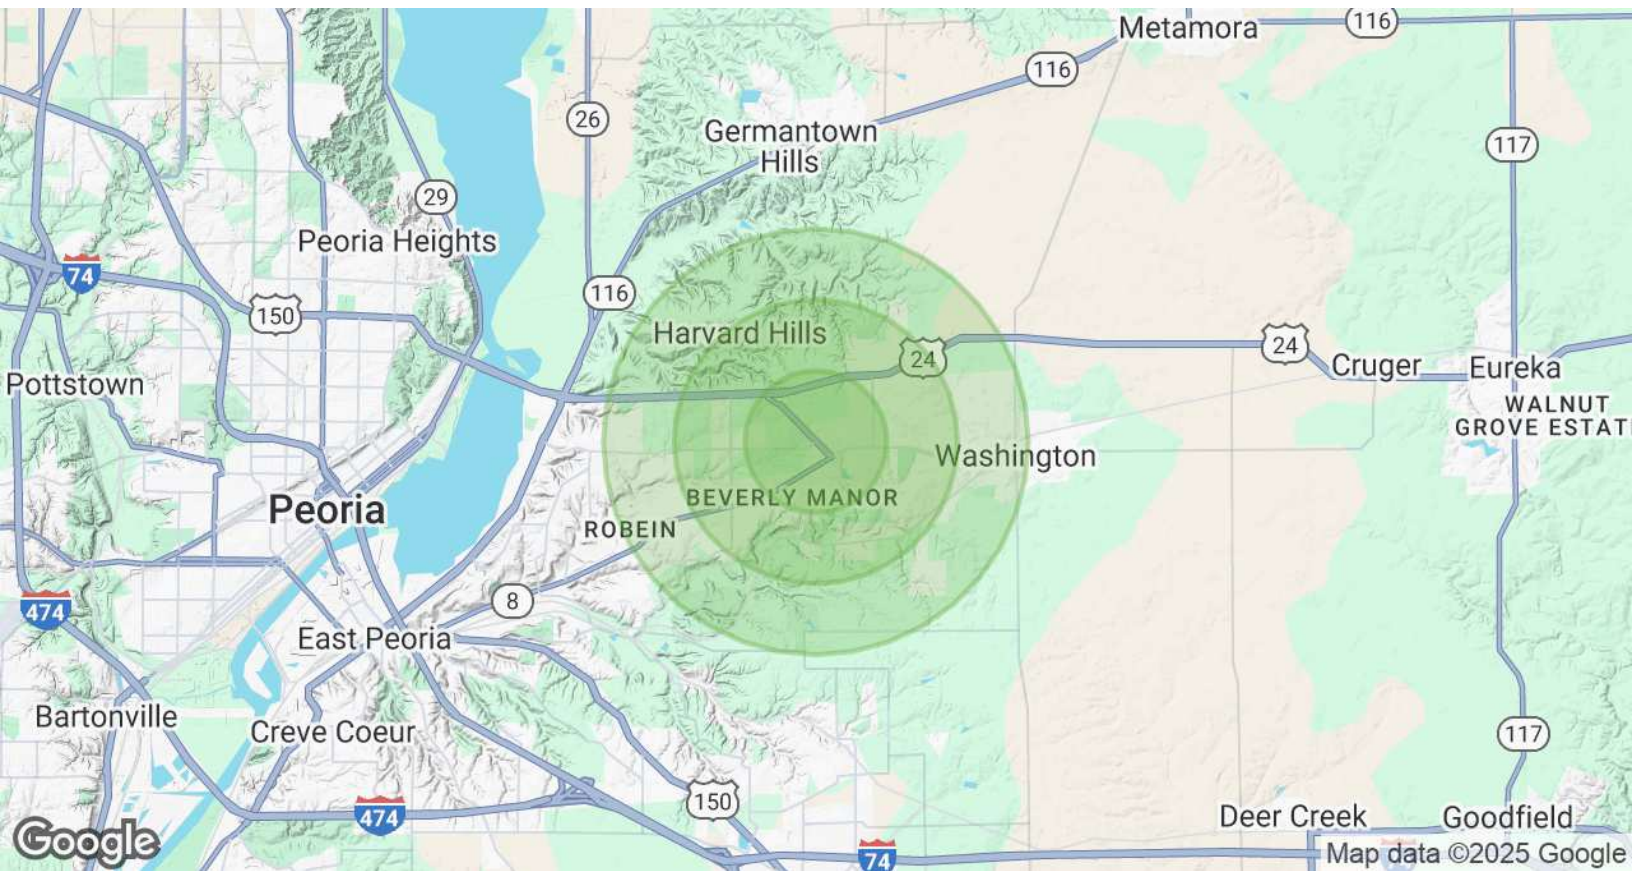 Metamora
116
116
26
Germantown
Hills
117
29
Peoria Heights
74
116
150
Harvard Hills
24
24
Cruger
Eureka
Pottstown
WALNUT
GROVE ESTAT
Washington
BEVERLY MANOR
Peoria
ROBEIN
474
8
East Peoria
Bartonville
Creve Coeur
117
150
474
Deer Creek
Goodfield
Google
74
Map data ©2025 Google